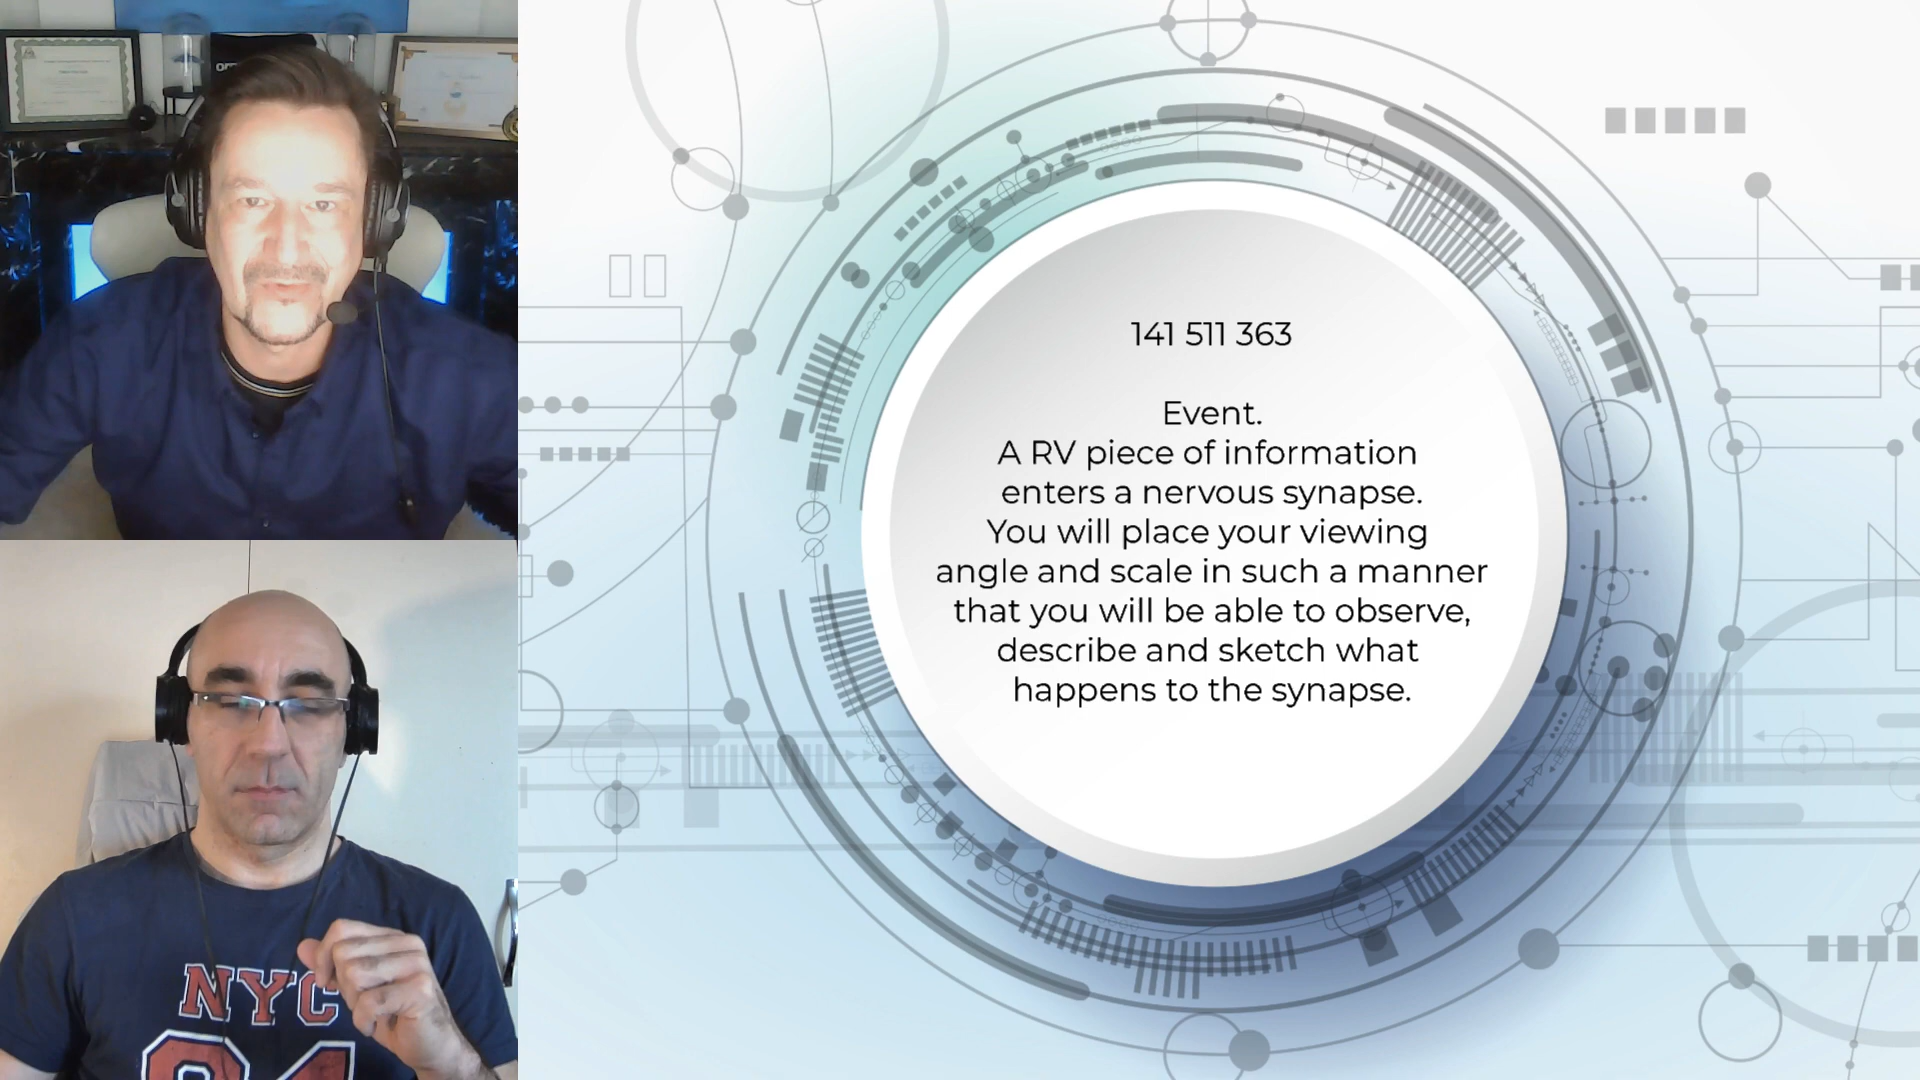 141 511 363
Event.
A RV piece of information
enters a nervous synapse.
You will place your viewing
angle and scale in such a manner
that you will be able to observe,
describe and sketch what
happens to the synapse.
NYC